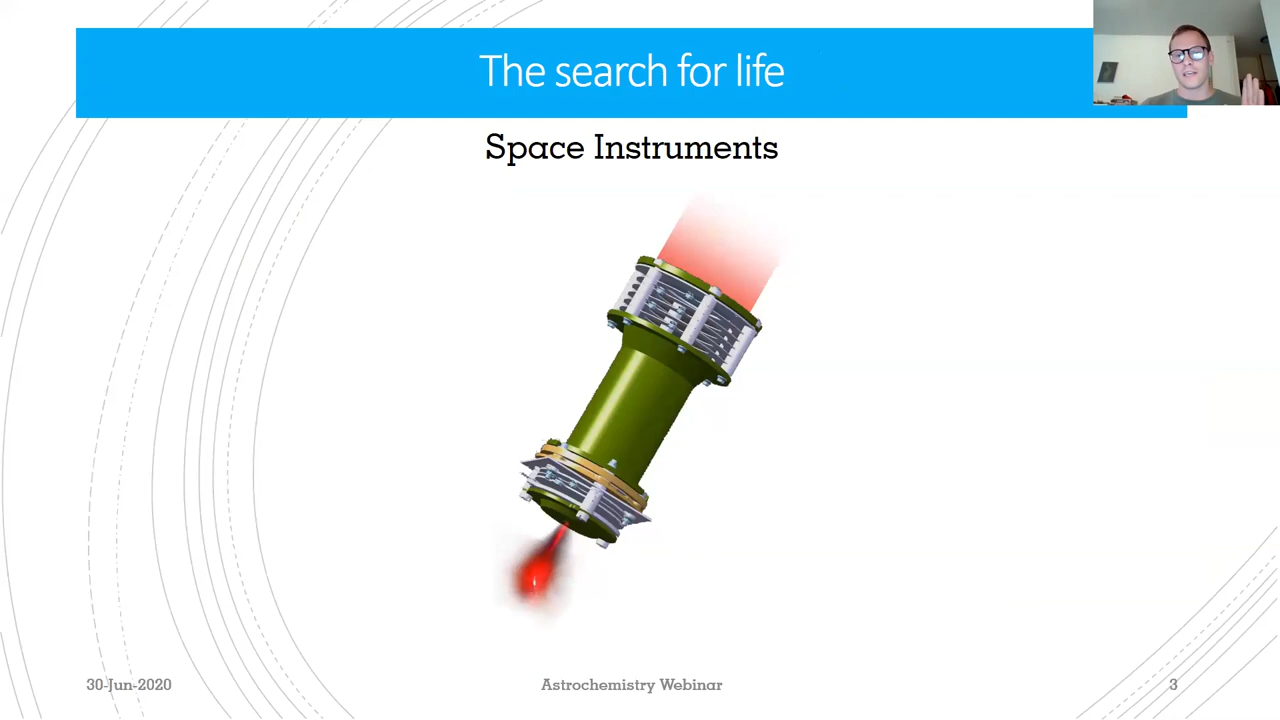 The search for life
Space Instruments
30-Jun-2020
Astrochemistry Webinar
3